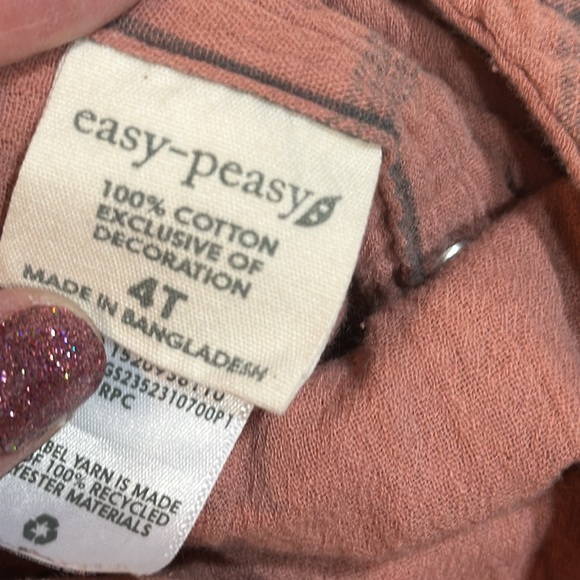 easy-peasy
100% COTTON
EXCLUSIVE OF
DECORATION
4T
MADE IN BANGLADESH
GS2352310700P1
RPC
BEL YARN IS MADE
OF 100% RECYCLED
YESTER MATERIALS